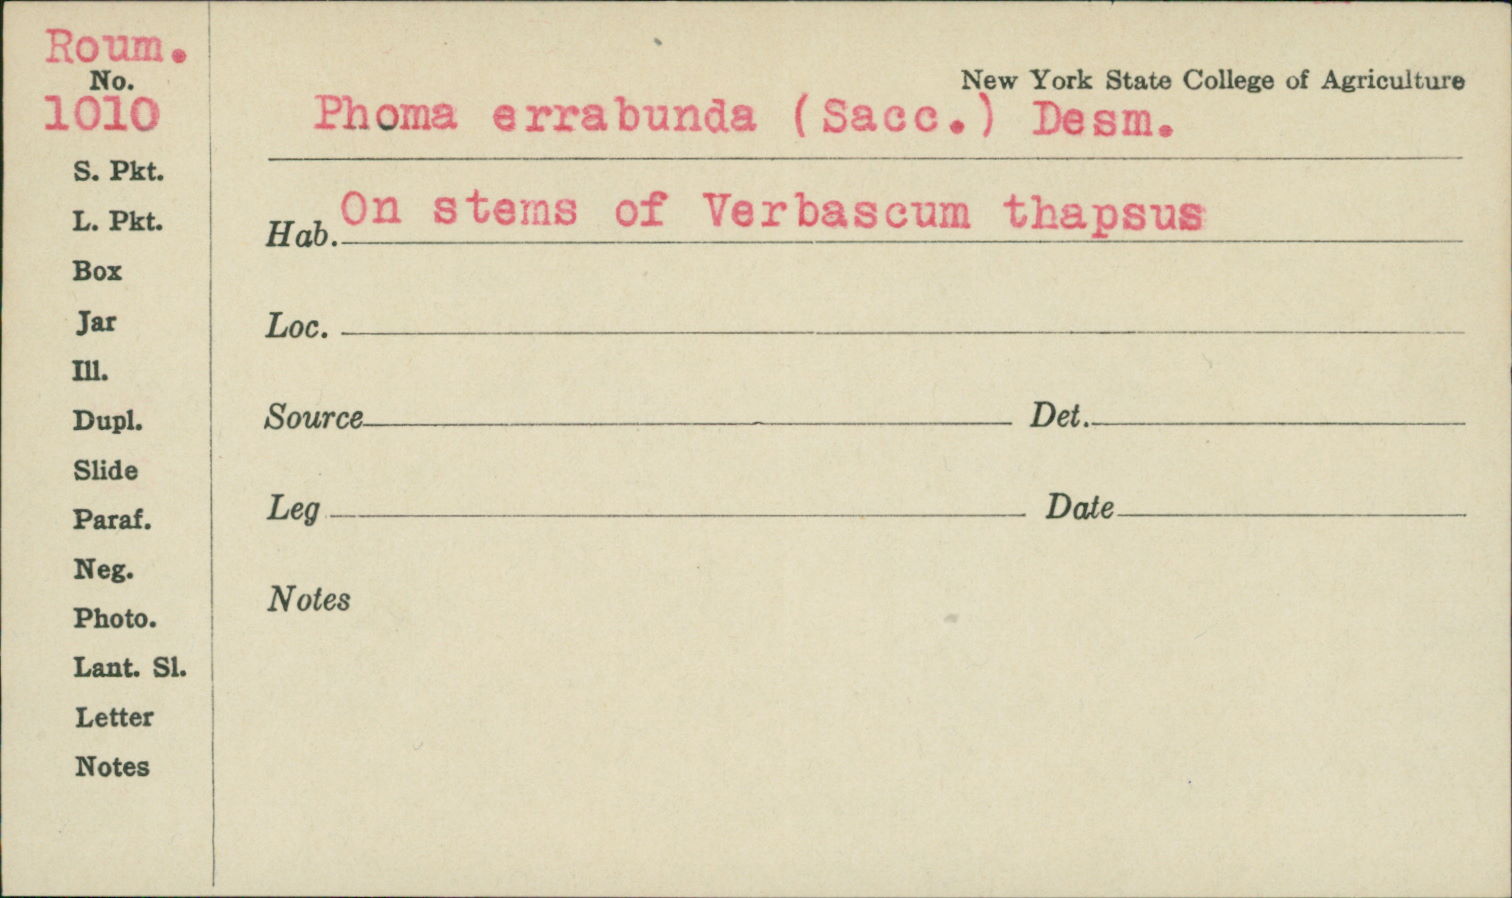 Roum.
No.
1010
S. Pkt.
L. Pkt.
Box
Jar
Ill.
Dupl.
Slide
Paraf.
Neg.
Photo.
Lant. Sl.
Letter
Notes
New York State College of Agriculture
Phoma errabunda (Sacc.) Desm.
Hab. On stems of Verbascum thapsus
Loc.
Source Det.
Leg Date
Notes